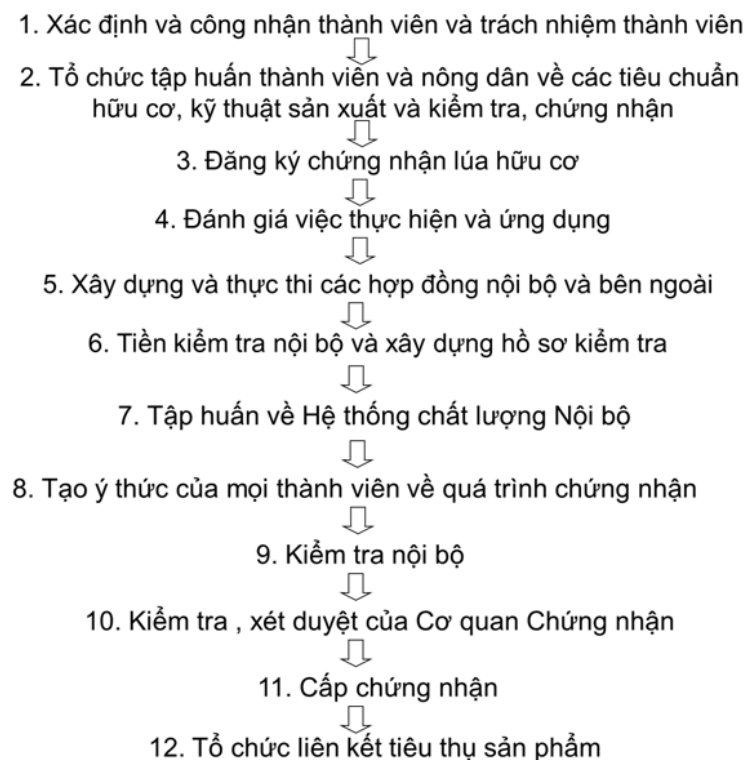 1. Xác định và công nhận thành viên và trách nhiệm thành viên
2. Tổ chức tập huấn thành viên và nông dân về các tiêu chuẩn
hữu cơ, kỹ thuật sản xuất và kiểm tra, chứng nhận
3. Đăng ký chứng nhận lúa hữu cơ
4. Đánh giá việc thực hiện và ứng dụng
5. Xây dựng và thực thi các hợp đồng nội bộ và bên ngoài
6. Tiền kiểm tra nội bộ và xây dựng hồ sơ kiểm tra
7. Tập huấn về Hệ thống chất lượng Nội bộ
8. Tạo ý thức của mọi thành viên về quá trình chứng nhận
9. Kiểm tra nội bộ
10. Kiểm tra , xét duyệt của Cơ quan Chứng nhận
11. Cấp chứng nhận
12. Tổ chức liên kết tiêu thụ sản phẩm